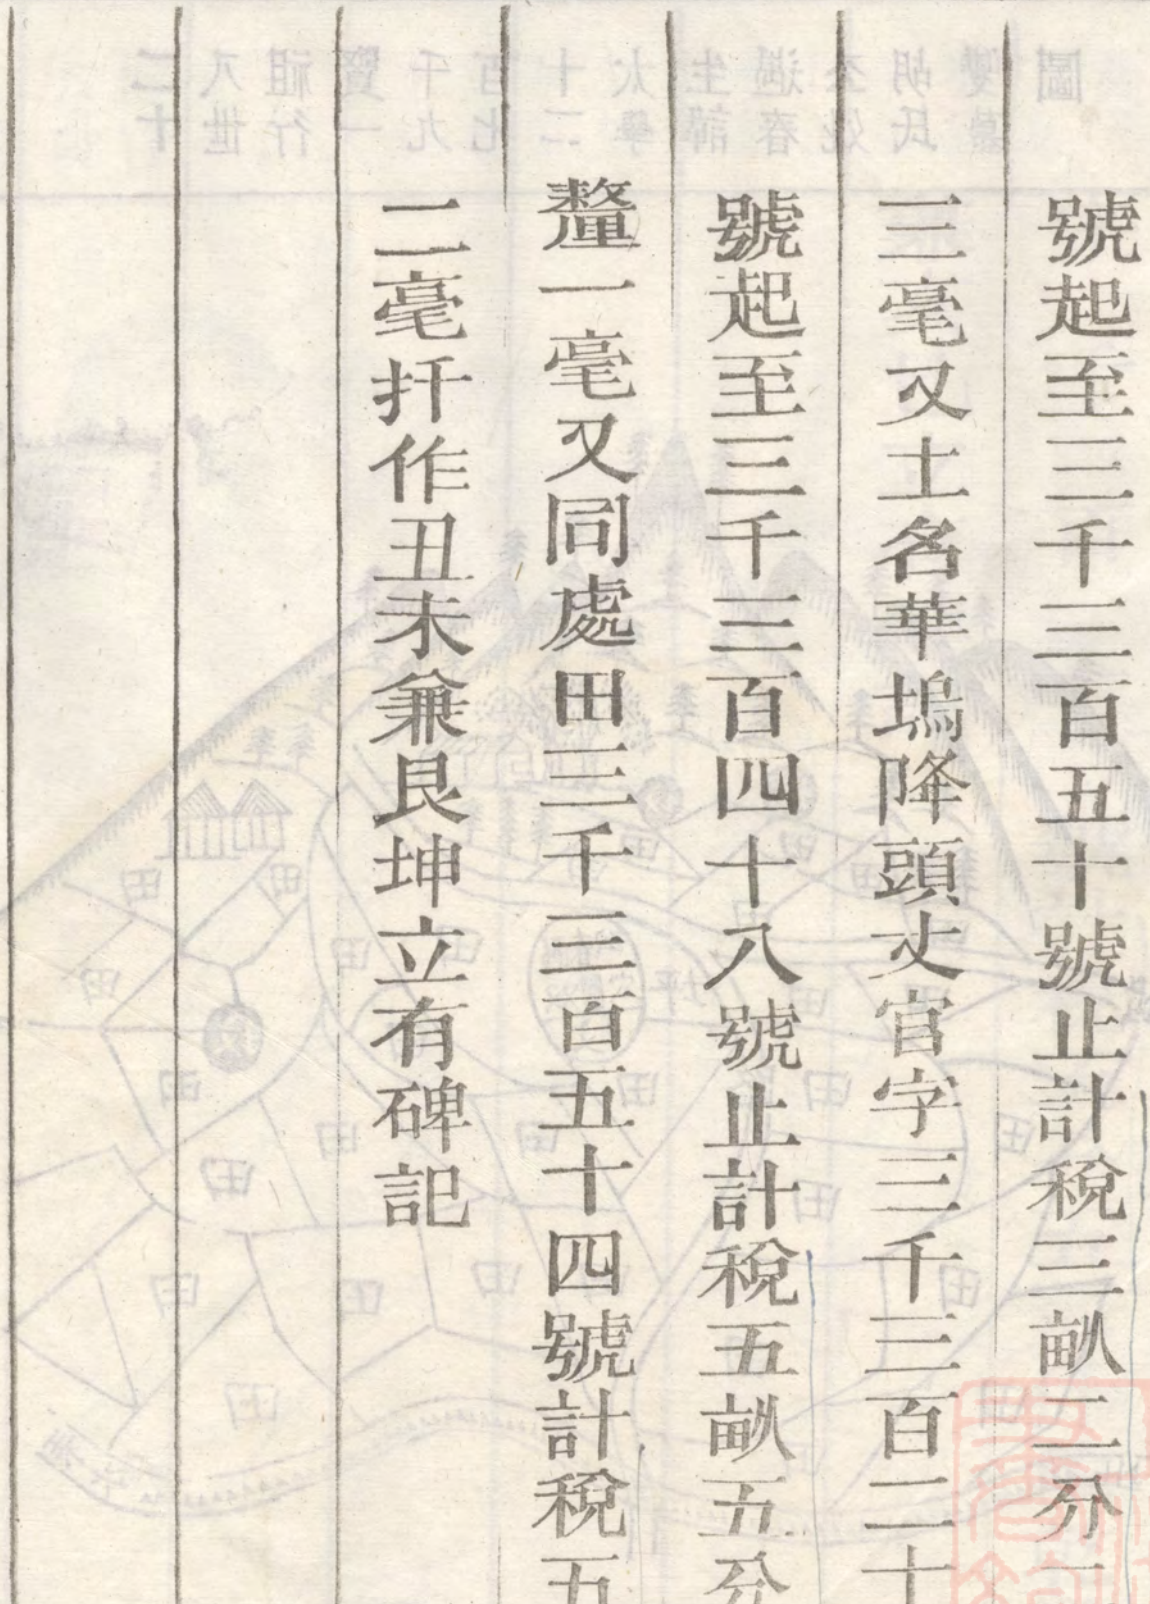 號起至三千三百五十號止計稅三畝二分
三毫又土名華塢降頭丈官字三千三百二十
號起至三千三百四十八號止計稅五畝五分
釐一毫又同處田三千三百五十四號計稅五
二毫扦作丑未兼艮坤立有碑記